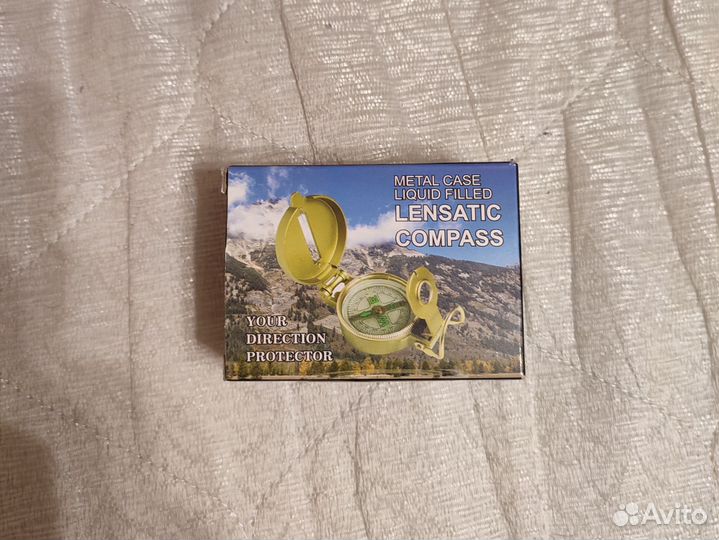 METAL CASE
LIQUID FILLED
LENSATIC
COMPASS
YOUR
DIRECTION
PROTECTOR
Avito